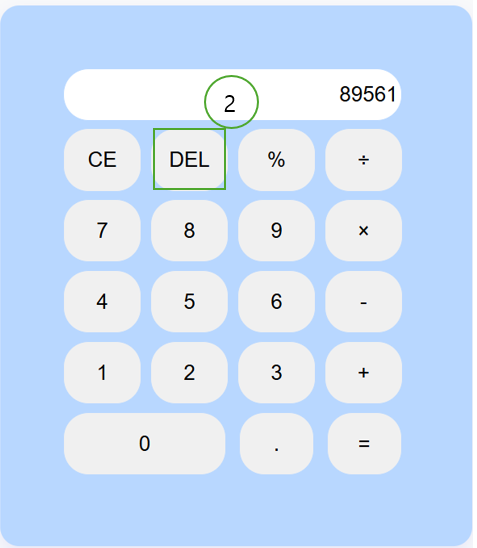 2
89561
CE DEL % ÷
7 8 9 ×
4 5 6 -
1 2 3 +
0 . =